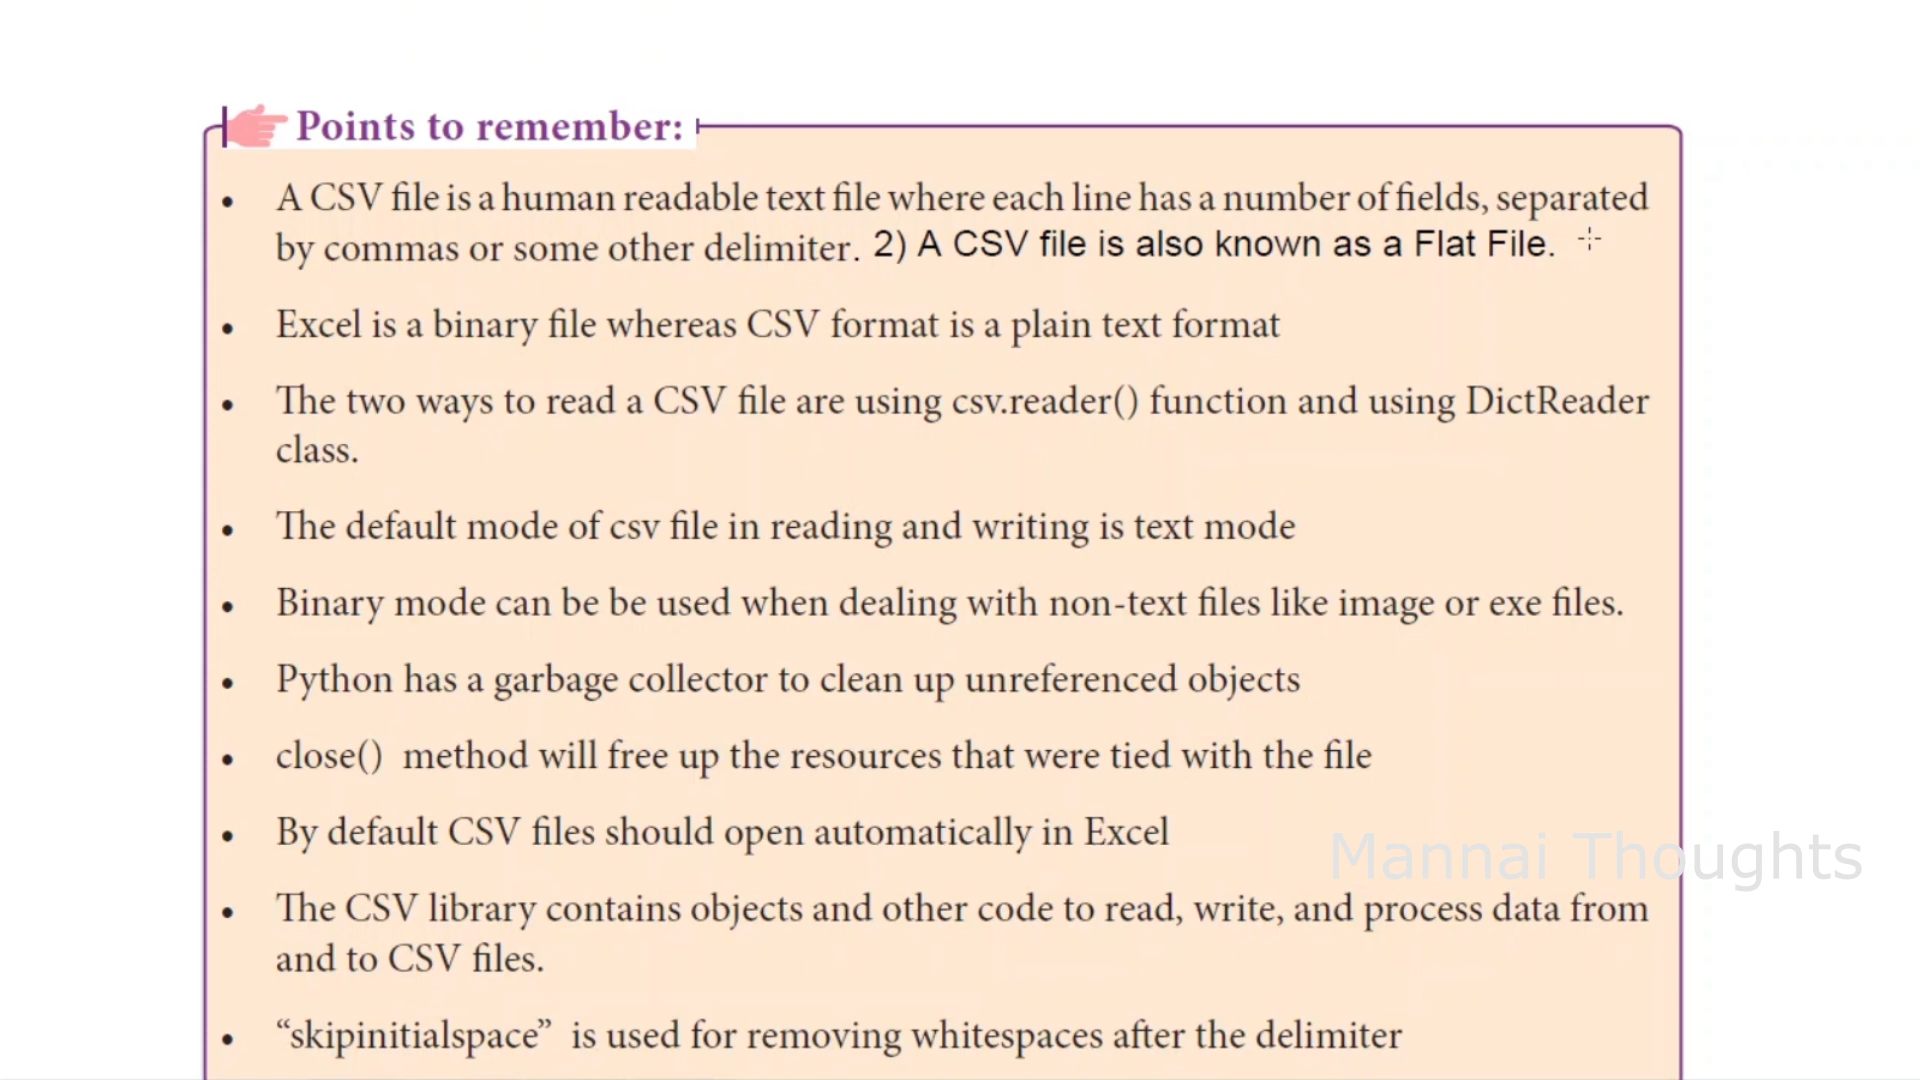 Points to remember:
• A CSV file is a human readable text file where each line has a number of fields, separated
by commas or some other delimiter. 2) A CSV file is also known as a Flat File.
• Excel is a binary file whereas CSV format is a plain text format
• The two ways to read a CSV file are using csv.reader() function and using DictReader
class.
• The default mode of csv file in reading and writing is text mode
• Binary mode can be be used when dealing with non-text files like image or exe files.
• Python has a garbage collector to clean up unreferenced objects
• close() method will free up the resources that were tied with the file
• By default CSV files should open automatically in Excel
Mannai Thoughts
• The CSV library contains objects and other code to read, write, and process data from
and to CSV files.
• “skipinitialspace” is used for removing whitespaces after the delimiter